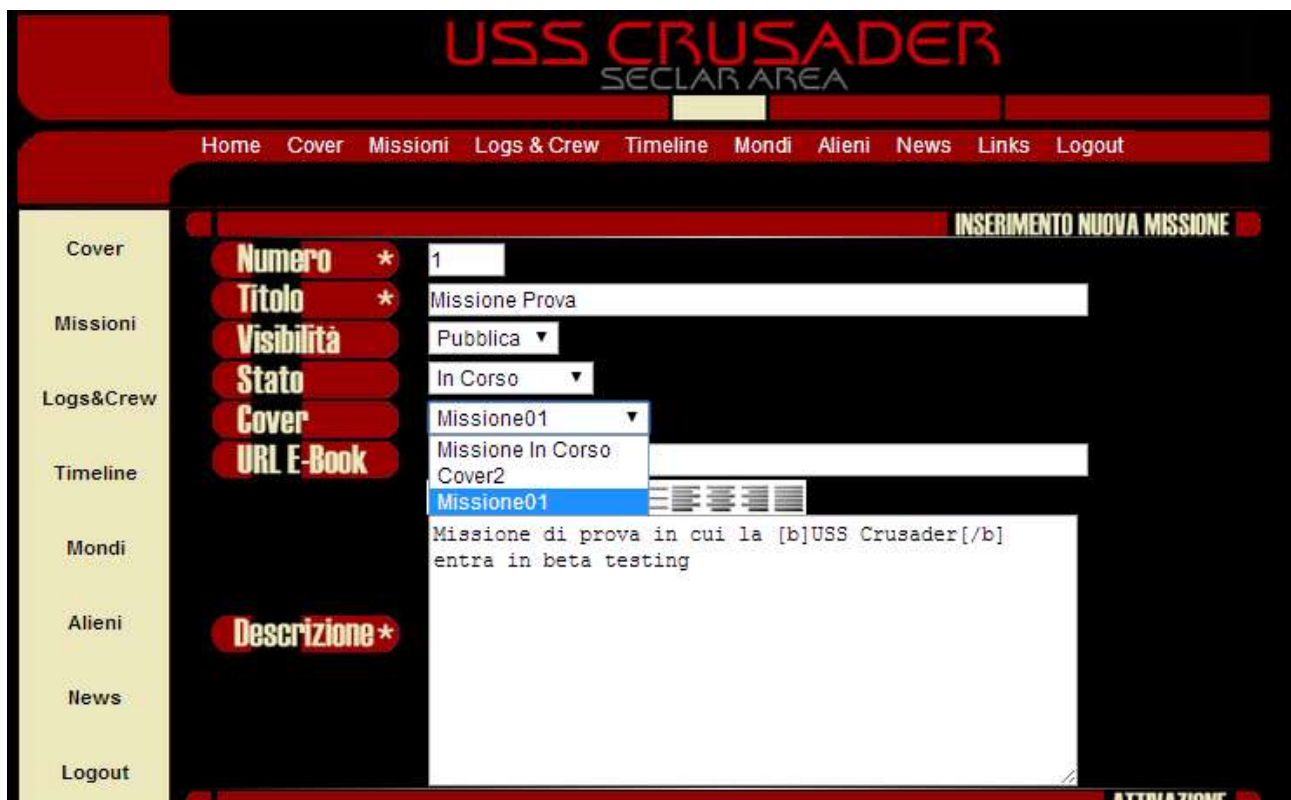 USS CRUSADER
SECLAR AREA
Home Cover Missioni Logs & Crew Timeline Mondi Alieni News Links Logout
INSERIMENTO NUOVA MISSIONE
Cover
Missioni
Logs&Crew
Timeline
Mondi
Alieni
News
Logout
Numero * 1
Titolo * Missione Prova
Visibilità Pubblica
Stato In Corso
Cover Missione01
Missione In Corso
Cover2
Missione01
URL E-Book
Descrizione*
Missione di prova in cui la [b]USS Crusader[/b]
entra in beta testing
ATTIVAZIONE